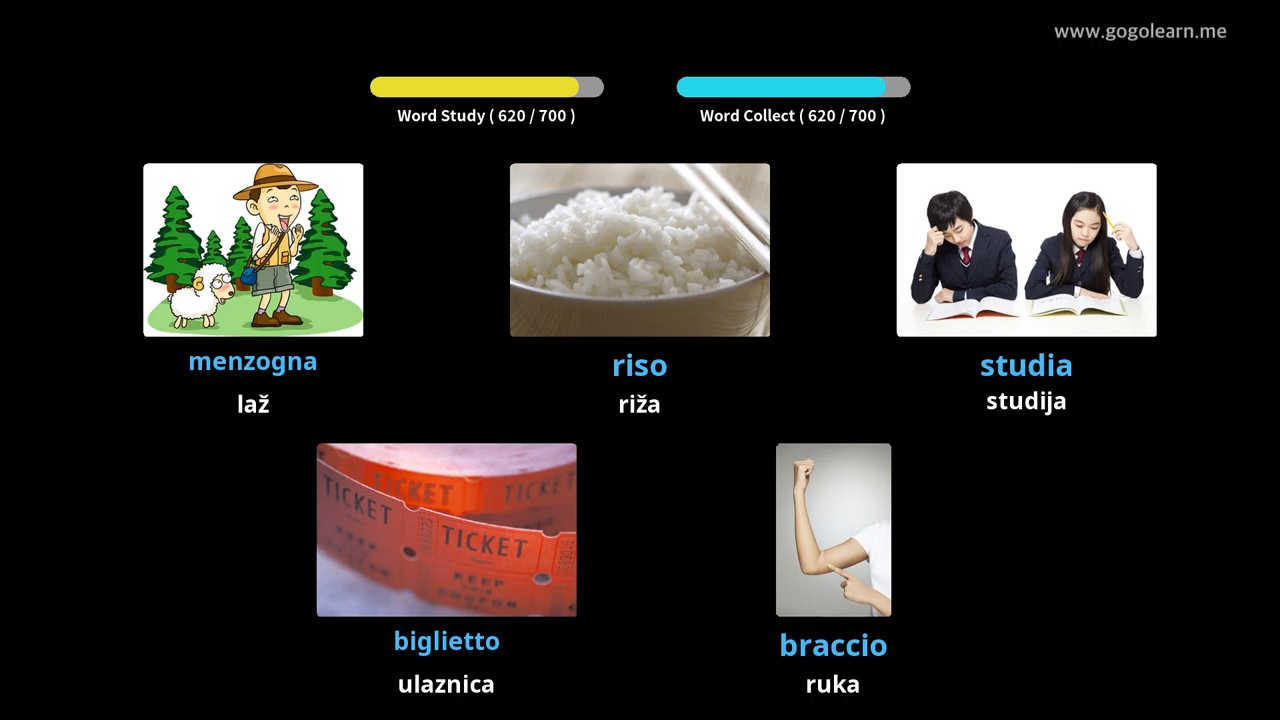 www.gogolearn.me
Word Study ( 620 / 700 )
Word Collect ( 620 / 700 )
menzogna
riso
studia
laž
riža
studija
TICKET
TICKET
TICKET
TICKET
KEEP
biglietto
braccio
ulaznica
ruka